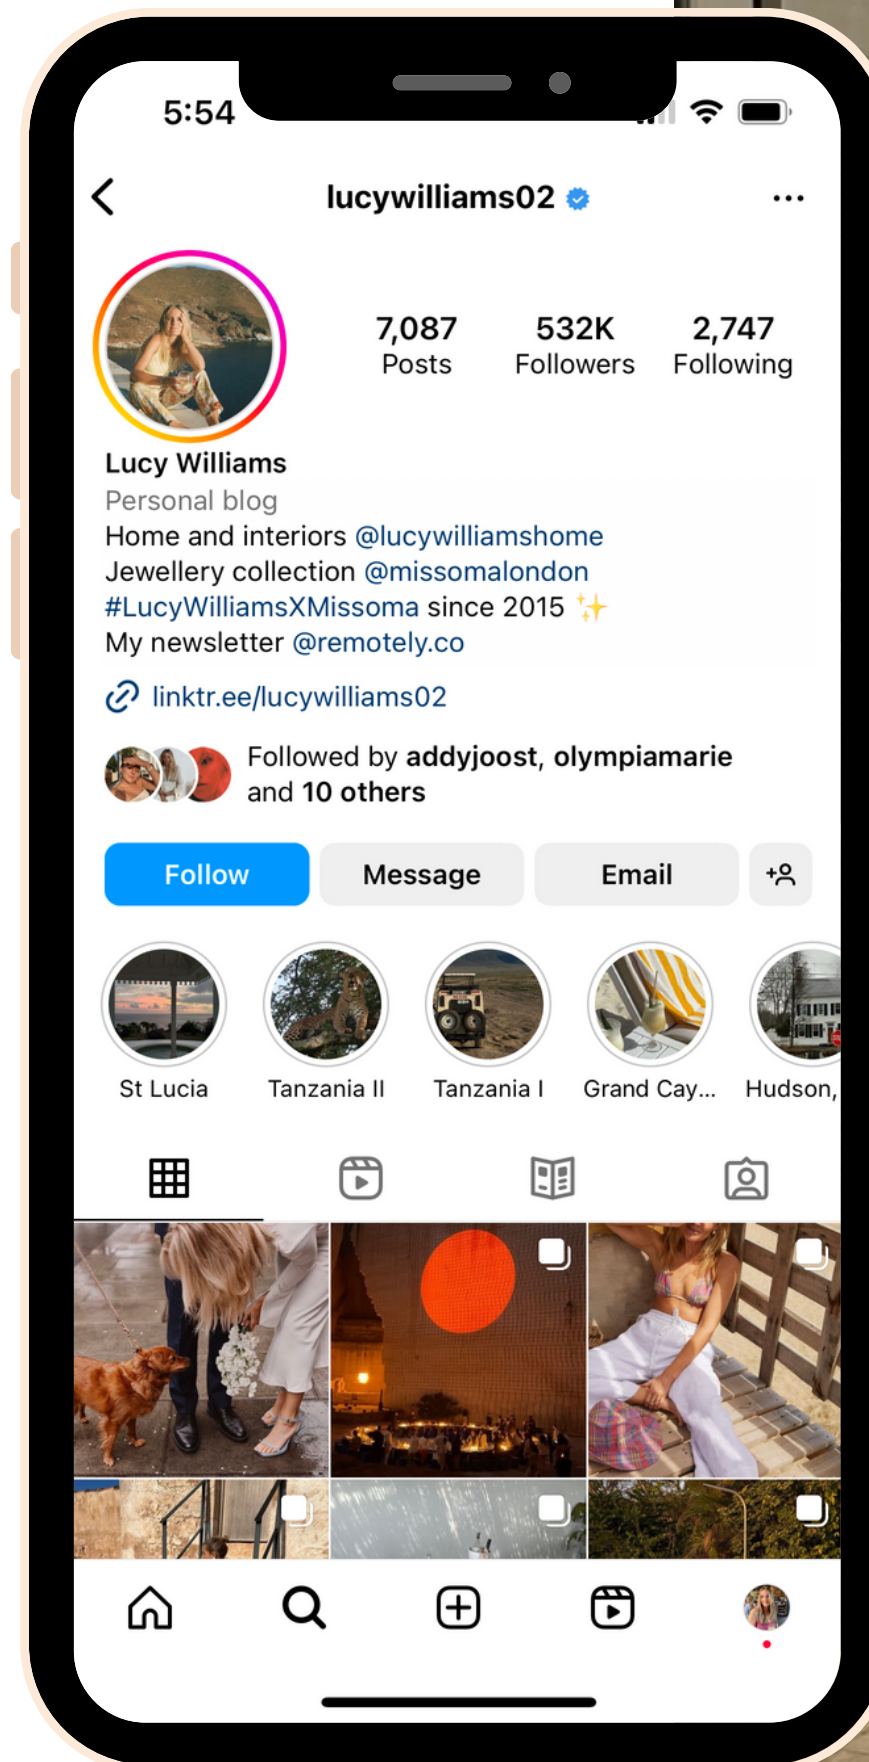 5:54
lucywilliams02
7,087
Posts
532K
Followers
2,747
Following
Lucy Williams
Personal blog
Home and interiors @lucywilliamshome
Jewellery collection @missomalondon
#LucyWilliamsXMissoma since 2015 ✨
My newsletter @remotely.co
linktr.ee/lucywilliams02
Followed by addyjoost, olympiamarie
and 10 others
Follow
Message
Email
St Lucia
Tanzania II
Tanzania I
Grand Cay...
Hudson,